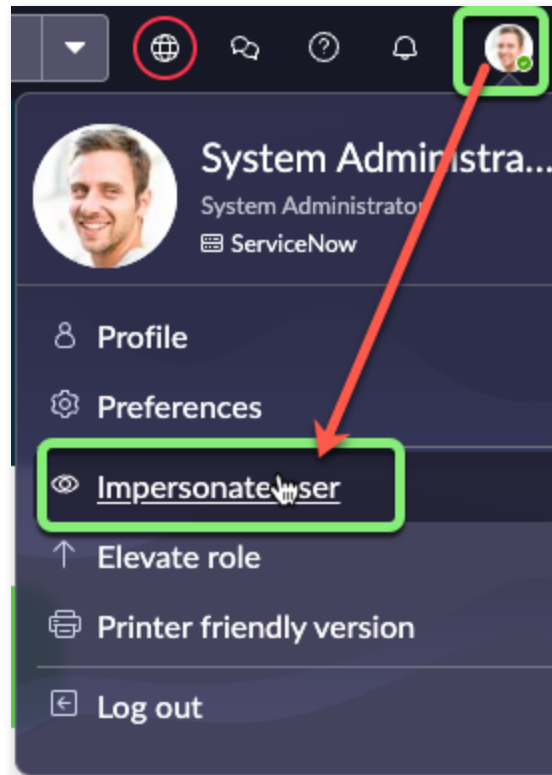 System Administra...
System Administrator
ServiceNow
Profile
Preferences
Impersonate user
Elevate role
Printer friendly version
Log out